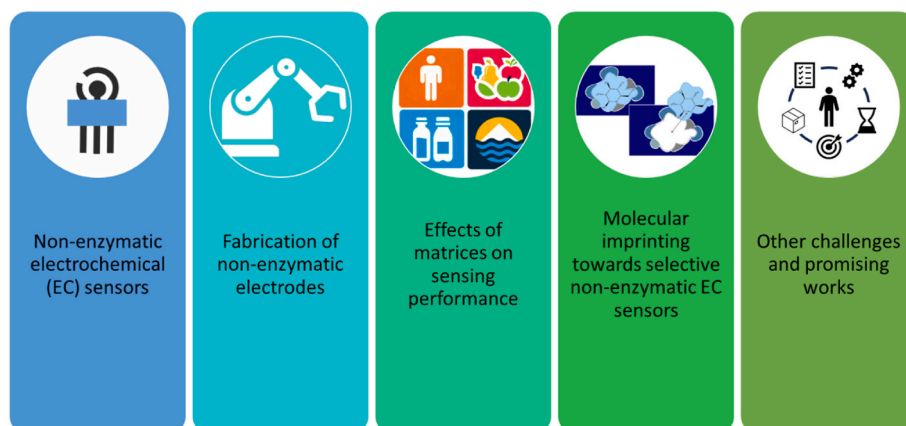 Non-enzymatic
electrochemical
(EC) sensors
Fabrication of
non-enzymatic
electrodes
Effects of
matrices on
sensing
performance
Molecular
imprinting
towards selective
non-enzymatic EC
sensors
Other challenges
and promising
works